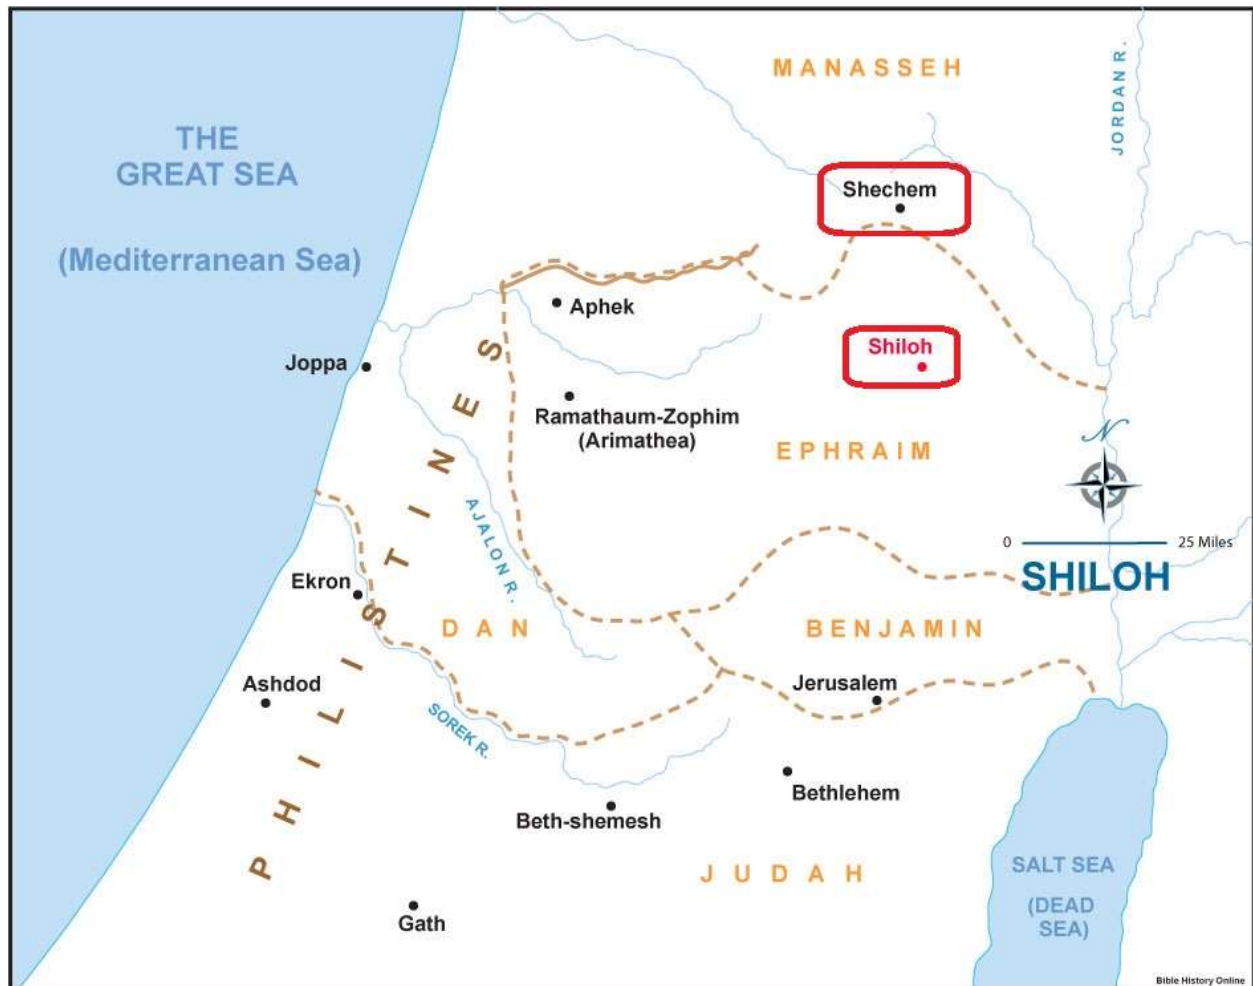 MANASSEH
JORDAN R.
THE
GREAT SEA
(Mediterranean Sea)
Shechem
Aphek
Shiloh
Joppa
Ramathaum-Zophim
(Arimathea)
EPHRAIM
N
PHILISTINES
AJALON R.
0 25 Miles
SHILOH
Ekron
DAN
BENJAMIN
Ashdod
Jerusalem
SOREK R.
Bethlehem
Beth-shemesh
JUDAH
SALT SEA
(DEAD
SEA)
Gath
Bible History Online